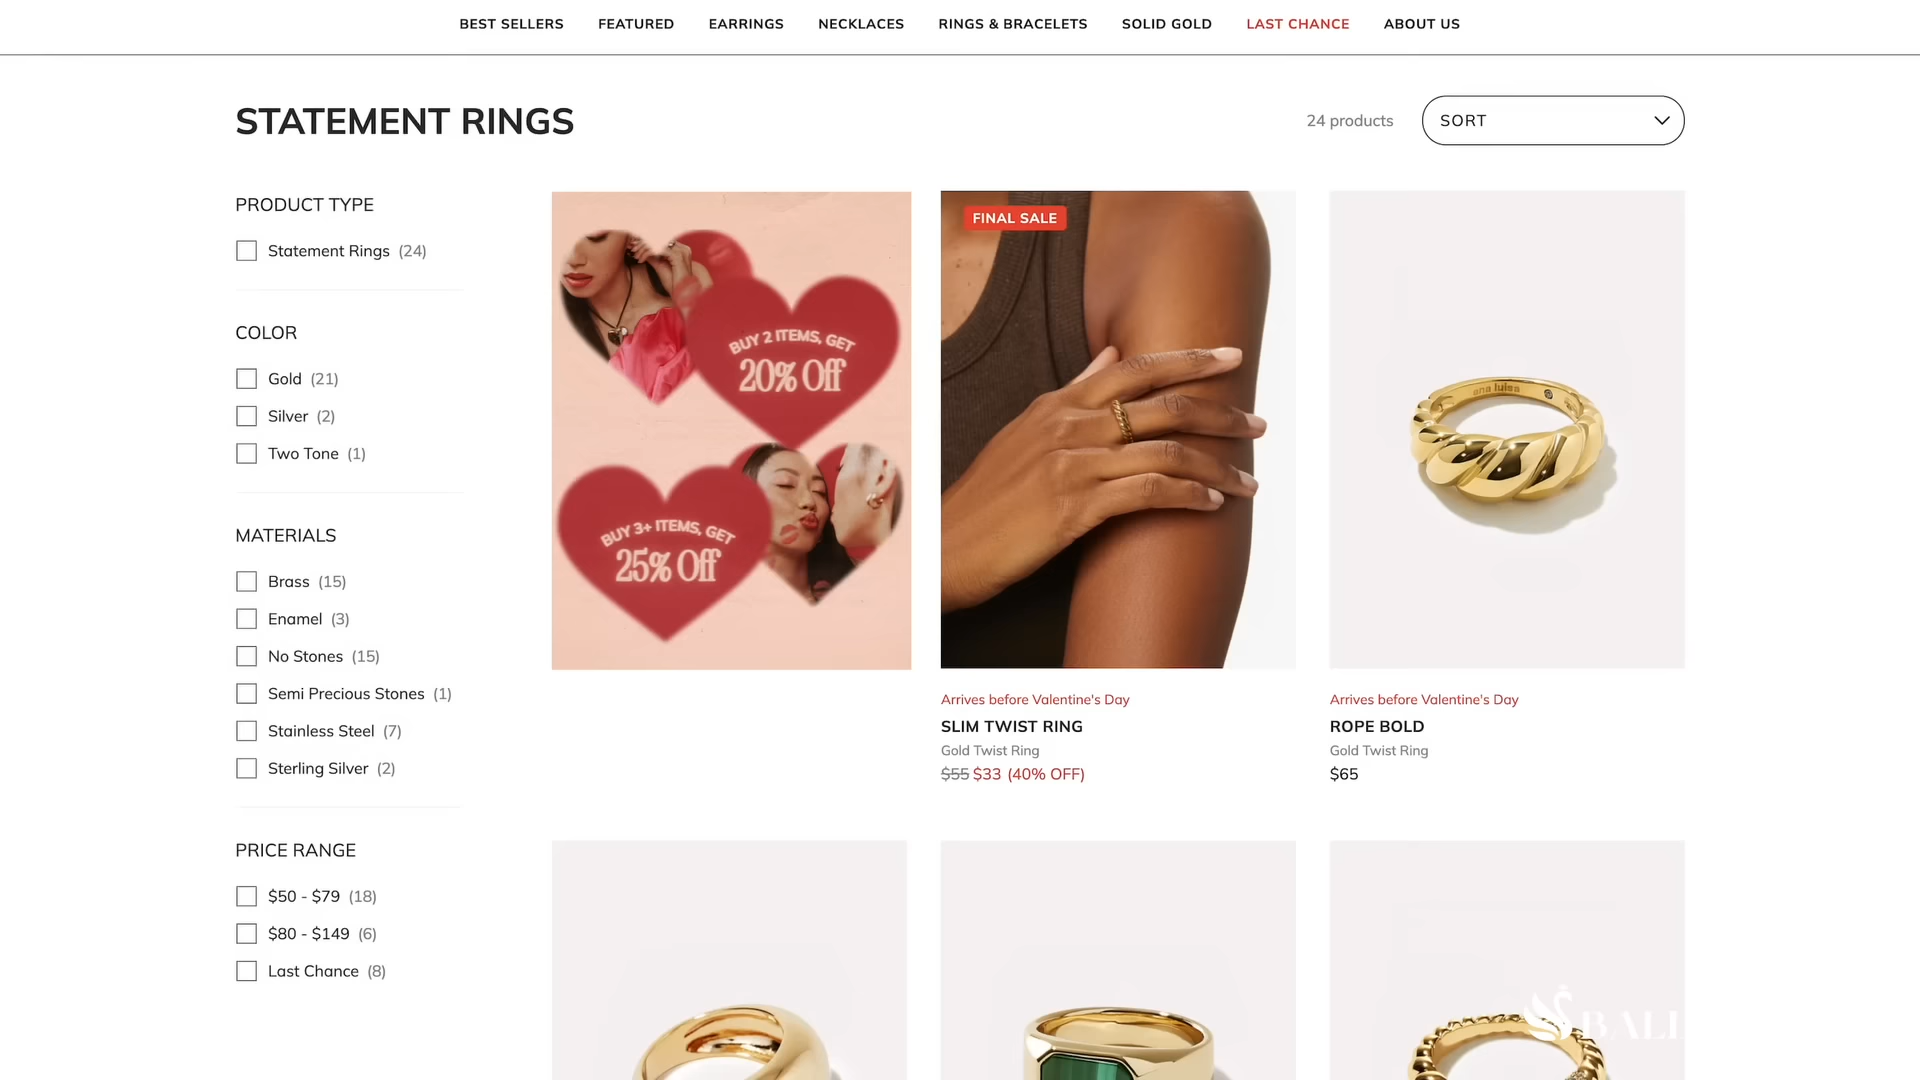 BEST SELLERS FEATURED EARRINGS NECKLACES RINGS & BRACELETS SOLID GOLD LAST CHANCE ABOUT US
STATEMENT RINGS
24 products
SORT
PRODUCT TYPE
Statement Rings (24)
COLOR
Gold (21)
Silver (2)
Two Tone (1)
MATERIALS
Brass (15)
Enamel (3)
No Stones (15)
Semi Precious Stones (1)
Stainless Steel (7)
Sterling Silver (2)
PRICE RANGE
$50 - $79 (18)
$80 - $149 (6)
Last Chance (8)
BUY 2 ITEMS, GET
20% Off
BUY 3+ ITEMS, GET
25% Off
FINAL SALE
Arrives before Valentine's Day
SLIM TWIST RING
Gold Twist Ring
$55 $33 (40% OFF)
ana luisa
Arrives before Valentine's Day
ROPE BOLD
Gold Twist Ring
$65